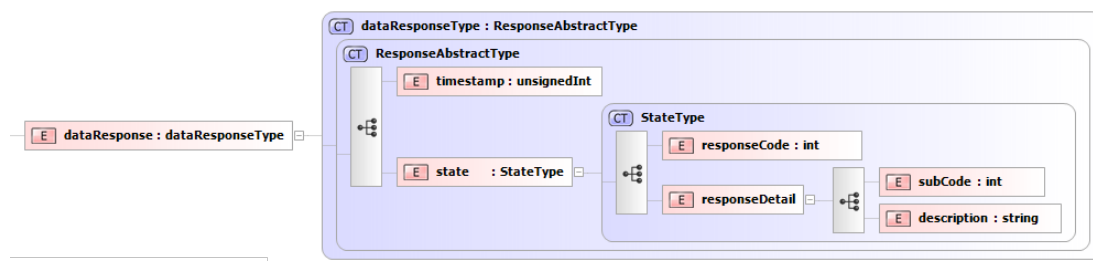 CT dataResponseType : ResponseAbstractType
CT ResponseAbstractType
E timestamp : unsignedInt
CT StateType
E dataResponse : dataResponseType
E responseCode : int
E state : StateType
E subCode : int
E responseDetail
E description : string